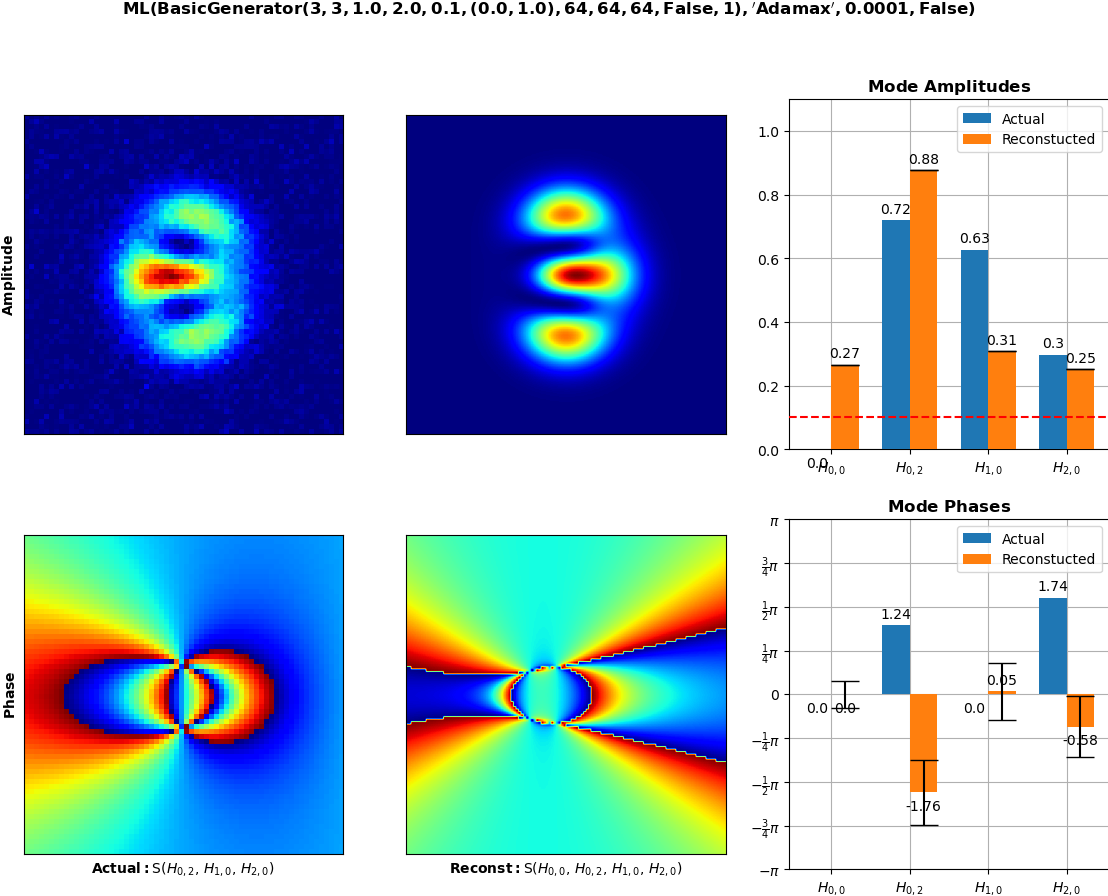 ML(BasicGenerator(3, 3, 1.0, 2.0, 0.1, (0.0, 1.0), 64, 64, 64, False, 1), ′Adamax′, 0.0001, False)
Amplitude
Mode Amplitudes
Actual
Reconstucted
1.0
0.8
0.6
0.4
0.2
0.0
0.0
0.27
0.72
0.88
0.63
0.31
0.3
0.25
H0,0
H0,2
H1,0
H2,0
Phase
Actual: S(H0,2, H1,0, H2,0)
Reconst: S(H0,0, H0,2, H1,0, H2,0)
Mode Phases
Actual
Reconstucted
π
3/4π
1/2π
1/4π
0
−1/4π
−1/2π
−3/4π
−π
0.0
0.0
1.24
-1.76
0.0
0.05
1.74
-0.58
H0,0
H0,2
H1,0
H2,0